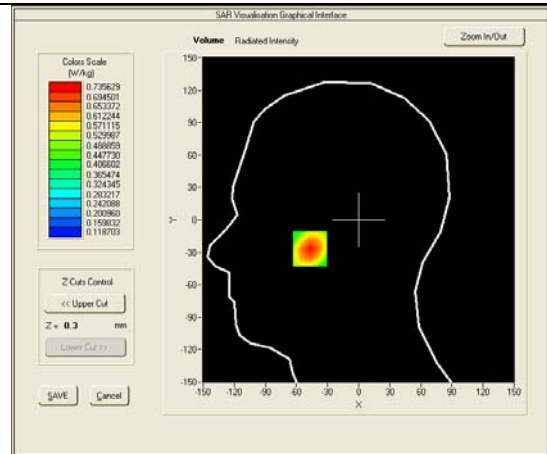 SAR Visualisation Graphical Interface
Volume Radiated Intensity
Zoom In/Out
Colors Scale
(W/kg)
0.735629
0.694501
0.653372
0.612244
0.571115
0.529987
0.488859
0.447730
0.406602
0.365474
0.324345
0.283217
0.242088
0.200960
0.159832
0.118703
Z Cuts Control
<< Upper Cut
Z = 0.3 mm
Lower Cut >>
SAVE Cancel
150
120
90
60
30
0
-30
-60
-90
-120
-150
Y
-150 -120 -90 -60 -30 0 30 60 90 120 150
X